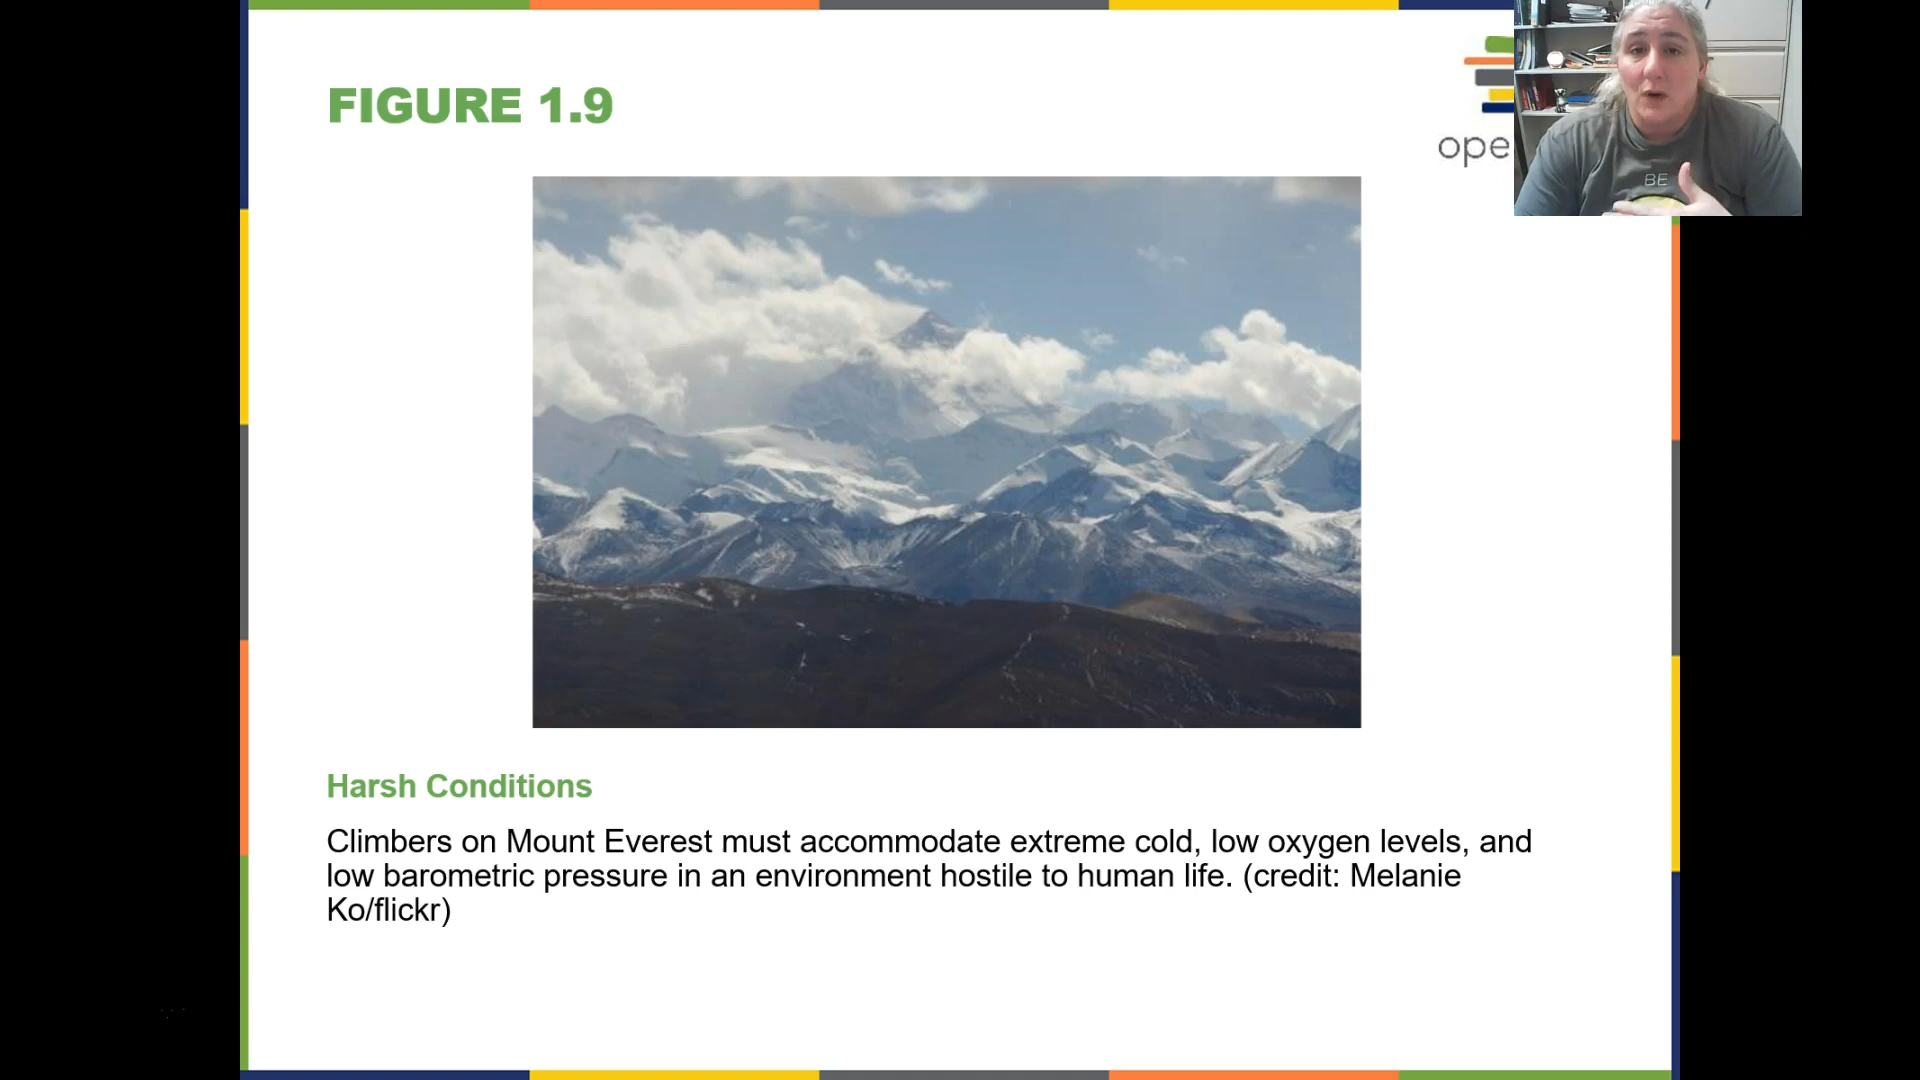 FIGURE 1.9
ope
BE
Harsh Conditions
Climbers on Mount Everest must accommodate extreme cold, low oxygen levels, and
low barometric pressure in an environment hostile to human life. (credit: Melanie
Ko/flickr)